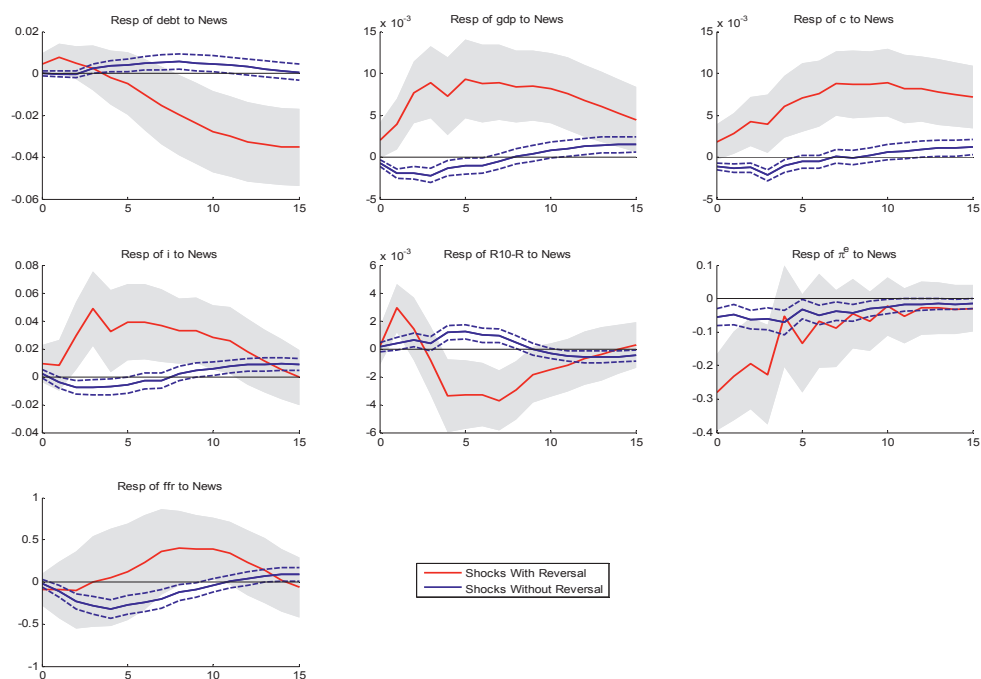 Resp of debt to News
0.02
0
-0.02
-0.04
-0.06
0 5 10 15
Resp of gdp to News
x 10^-3
15
10
5
0
-5
0 5 10 15
Resp of c to News
x 10^-3
15
10
5
0
-5
0 5 10 15
Resp of i to News
0.08
0.06
0.04
0.02
0
-0.02
-0.04
0 5 10 15
Resp of R10-R to News
x 10^-3
6
4
2
0
-2
-4
-6
0 5 10 15
Resp of π^e to News
0.1
0
-0.1
-0.2
-0.3
-0.4
0 5 10 15
Resp of ffr to News
1
0.5
0
-0.5
-1
0 5 10 15
Shocks With Reversal
Shocks Without Reversal